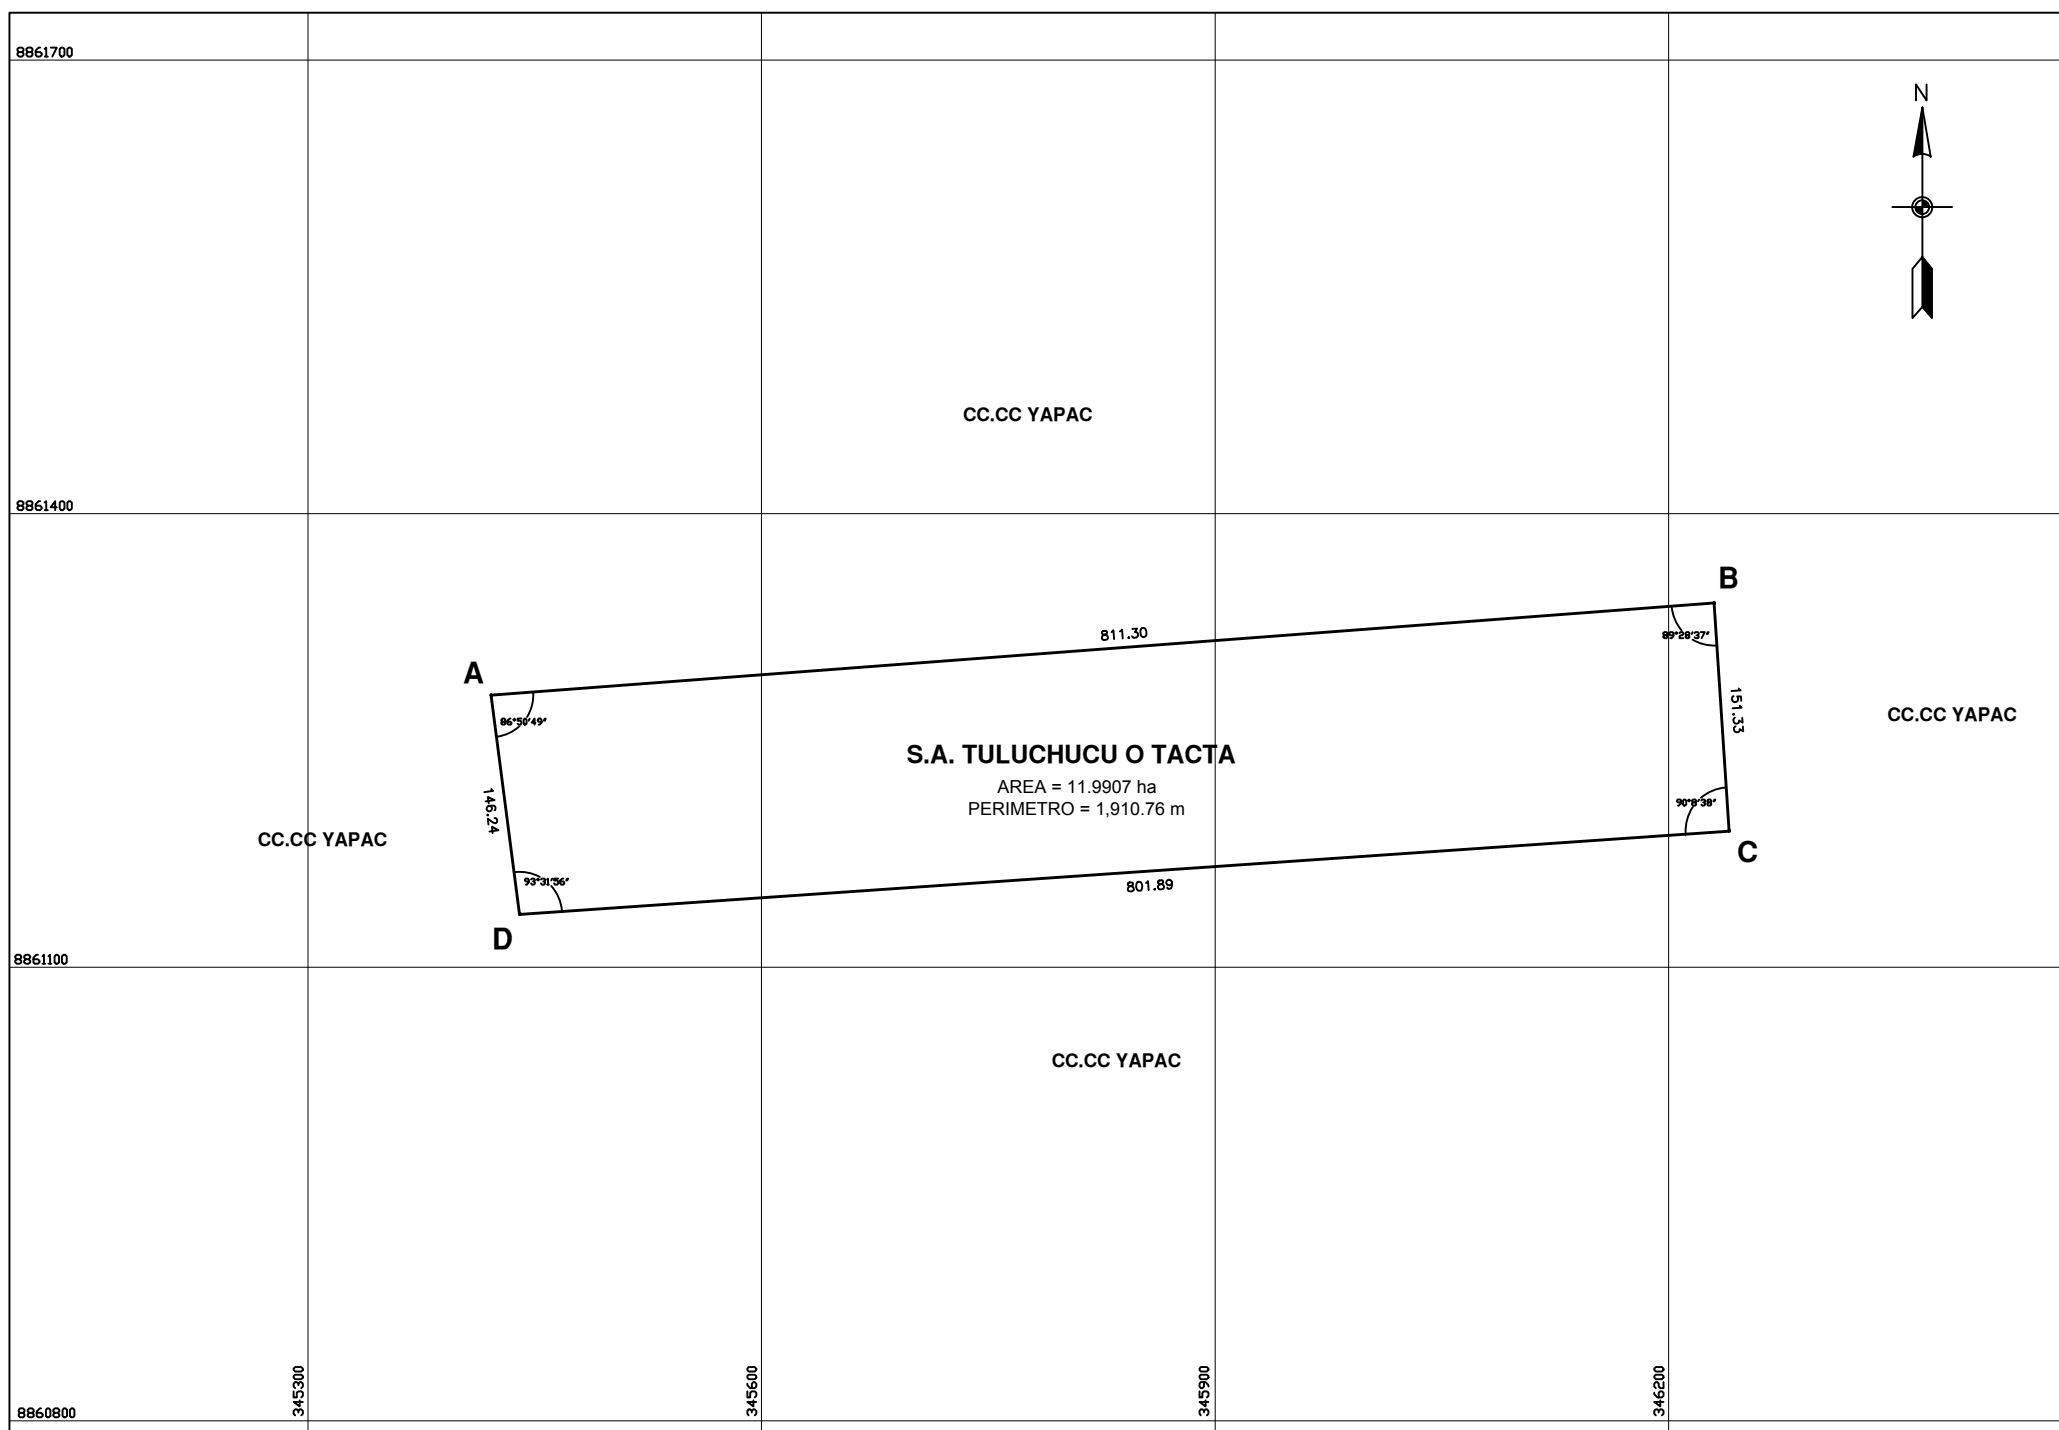 8861700
N
CC.CC YAPAC
8861400
B
811.30
89°28'37"
A
86°50'49"
151.33
CC.CC YAPAC
S.A. TULUCHUCU O TACTA
AREA = 11.9907 ha
PERIMETRO = 1,910.76 m
146.24
90°8'38"
CC.CC YAPAC
C
93°31'56"
801.89
D
8861100
CC.CC YAPAC
345300
345600
345900
346200
8860800